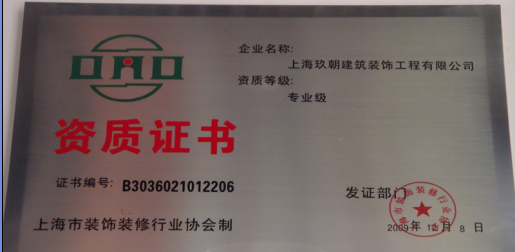 企业名称:
上海玖朝建筑装饰工程有限公司
资质等级:
专业级
资质证书
证书编号: B3036021012206
发证部门
上海市装饰装修行业协会制